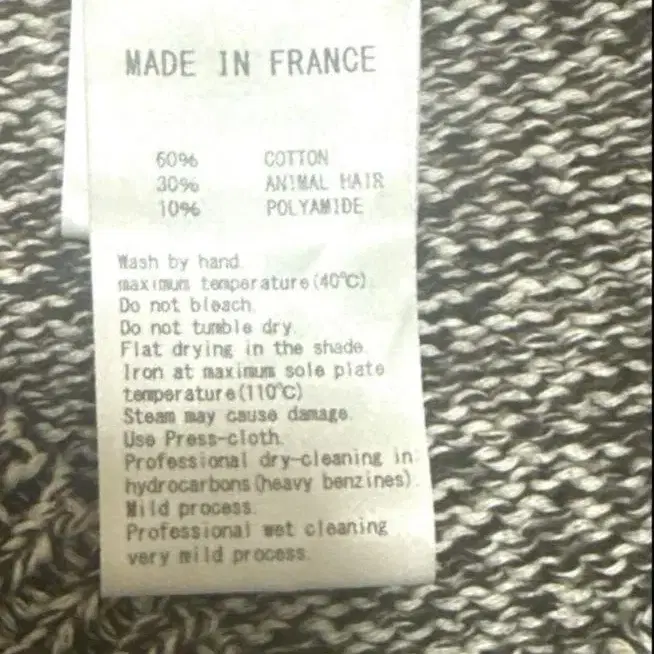 MADE IN FRANCE
60% COTTON
30% ANIMAL HAIR
10% POLYAMIDE
Wash by hand.
maximum temperature(40℃)
Do not bleach.
Do not tumble dry.
Flat drying in the shade.
Iron at maximum sole plate
temperature(110℃)
Steam may cause damage.
Use Press-cloth.
Professional dry-cleaning in
hydrocarbons(heavy benzines).
Mild process.
Professional wet cleaning
very mild process.